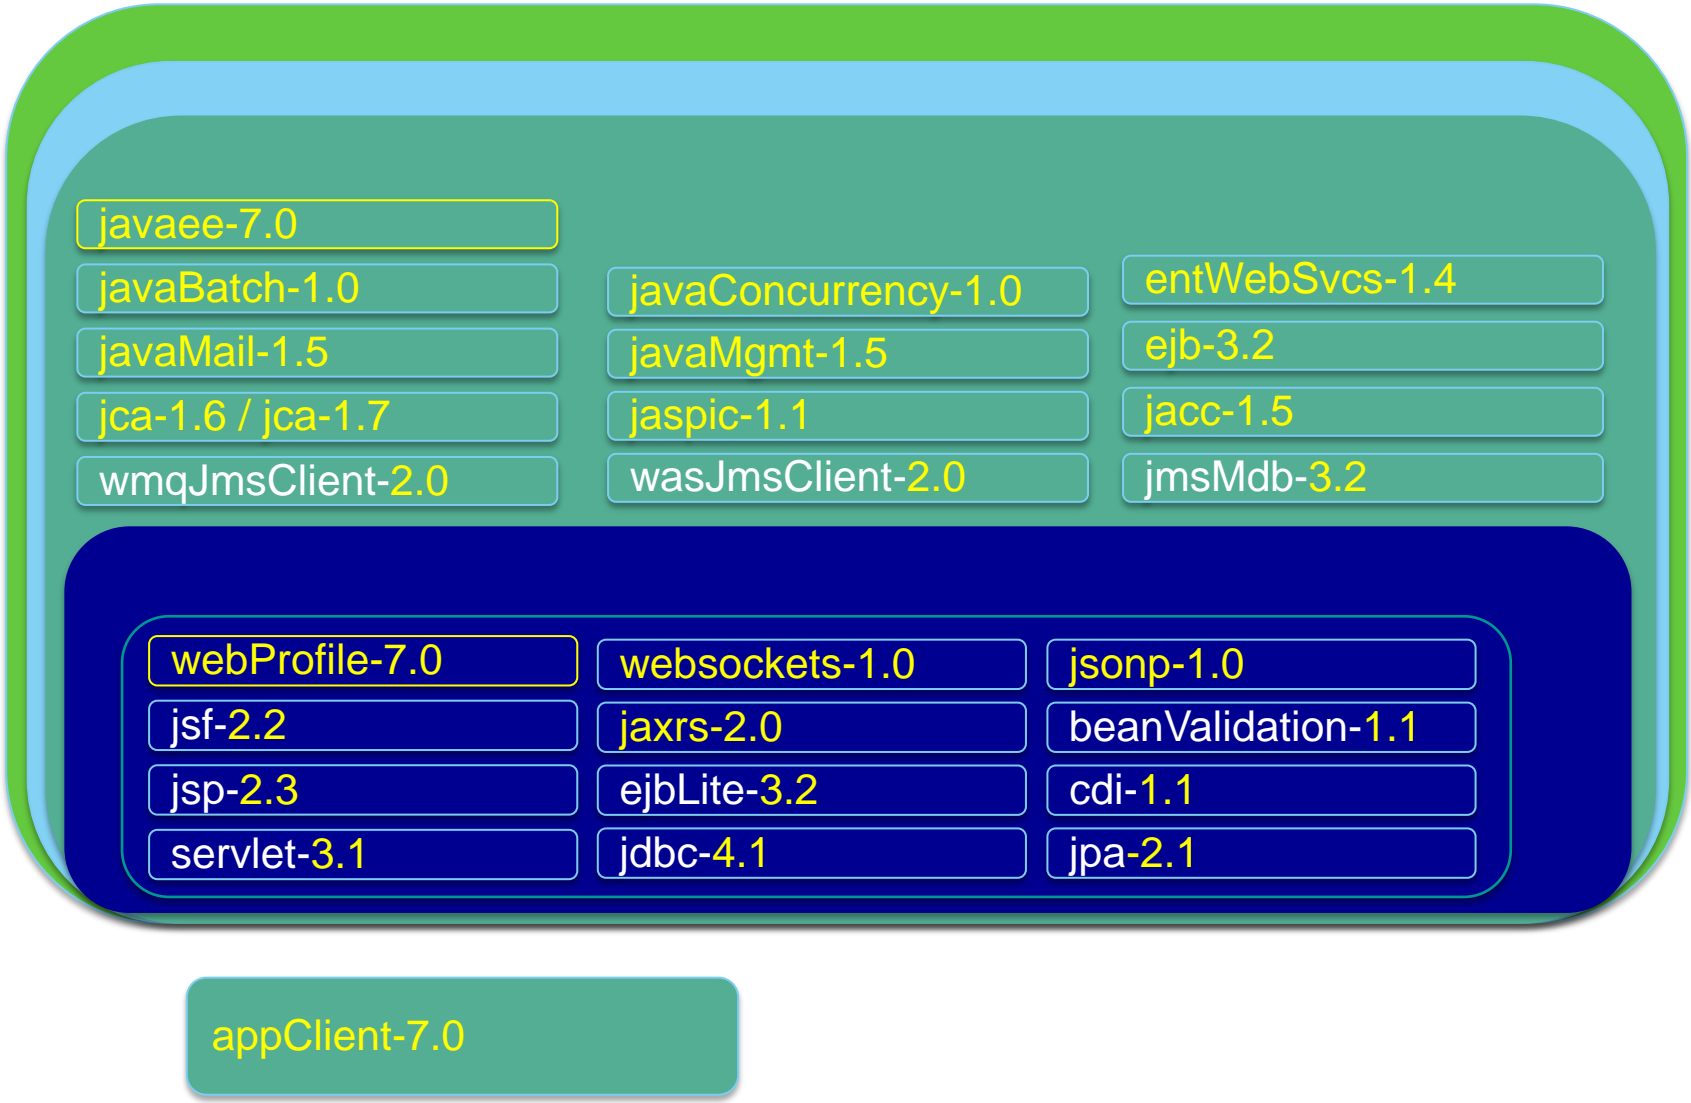 javaee-7.0
javaBatch-1.0
javaMail-1.5
jca-1.6 / jca-1.7
wmqJmsClient-2.0
javaConcurrency-1.0
javaMgmt-1.5
jaspic-1.1
wasJmsClient-2.0
entWebSvcs-1.4
ejb-3.2
jacc-1.5
jmsMdb-3.2
webProfile-7.0
jsf-2.2
jsp-2.3
servlet-3.1
websockets-1.0
jaxrs-2.0
ejbLite-3.2
jdbc-4.1
jsonp-1.0
beanValidation-1.1
cdi-1.1
jpa-2.1
appClient-7.0